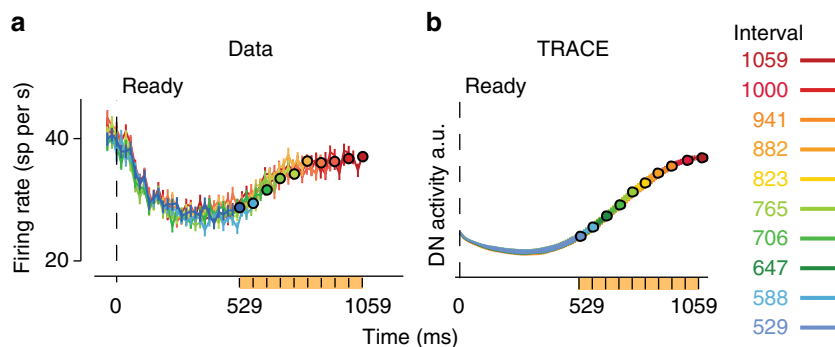 a
Data
Ready
Firing rate (sp per s)
40
20
0
529
1059
b
TRACE
Ready
DN activity a.u.
0
529
1059
Time (ms)
Interval
1059
1000
941
882
823
765
706
647
588
529